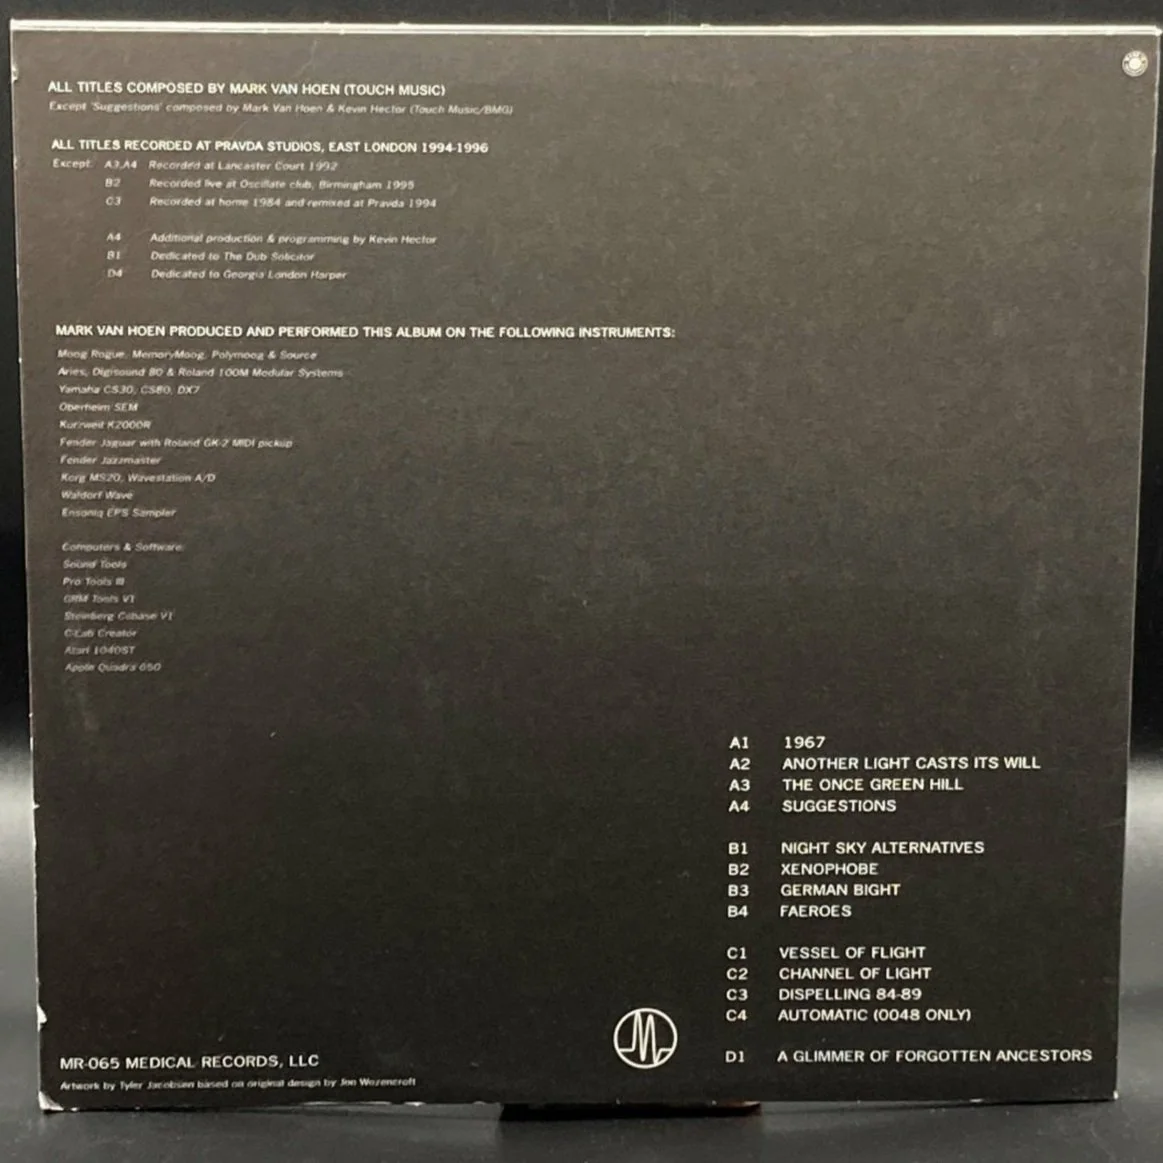 ALL TITLES COMPOSED BY MARK VAN HOEN (TOUCH MUSIC)
Except 'Suggestions' composed by Mark Van Hoen & Kevin Hector (Touch Music/BMG)
ALL TITLES RECORDED AT PRAVDA STUDIOS, EAST LONDON 1994-1996
Except: A3,A4 Recorded at Lancaster Court 1992
B2 Recorded live at Oscillate club, Birmingham 1995
C3 Recorded at home 1984 and remixed at Pravda 1994
A4 Additional production & programming by Kevin Hector
B1 Dedicated to The Dub Solicitor
D4 Dedicated to Georgia London Harper
MARK VAN HOEN PRODUCED AND PERFORMED THIS ALBUM ON THE FOLLOWING INSTRUMENTS:
Moog Rogue, MemoryMoog, Polymoog & Source
Aries, Digisound 80 & Roland 100M Modular Systems
Yamaha CS30, CS80, DX7
Oberheim SEM
Kurzweil K2000R
Fender Jaguar with Roland GK-2 MIDI pickup
Fender Jazzmaster
Korg MS20, Wavestation A/D
Waldorf Wave
Ensoniq EPS Sampler
Computers & Software:
Sound Tools
Pro Tools III
GRM Tools V1
Steinberg Cubase V1
C-Lab Creator
Atari 1040ST
Apple Quadra 650
A1 1967
A2 ANOTHER LIGHT CASTS ITS WILL
A3 THE ONCE GREEN HILL
A4 SUGGESTIONS
B1 NIGHT SKY ALTERNATIVES
B2 XENOPHOBE
B3 GERMAN BIGHT
B4 FAEROES
C1 VESSEL OF FLIGHT
C2 CHANNEL OF LIGHT
C3 DISPELLING 84-89
C4 AUTOMATIC (0048 ONLY)
D1 A GLIMMER OF FORGOTTEN ANCESTORS
MR-065 MEDICAL RECORDS, LLC
Artwork by Tyler Jacobsen based on original design by Jon Wozencroft